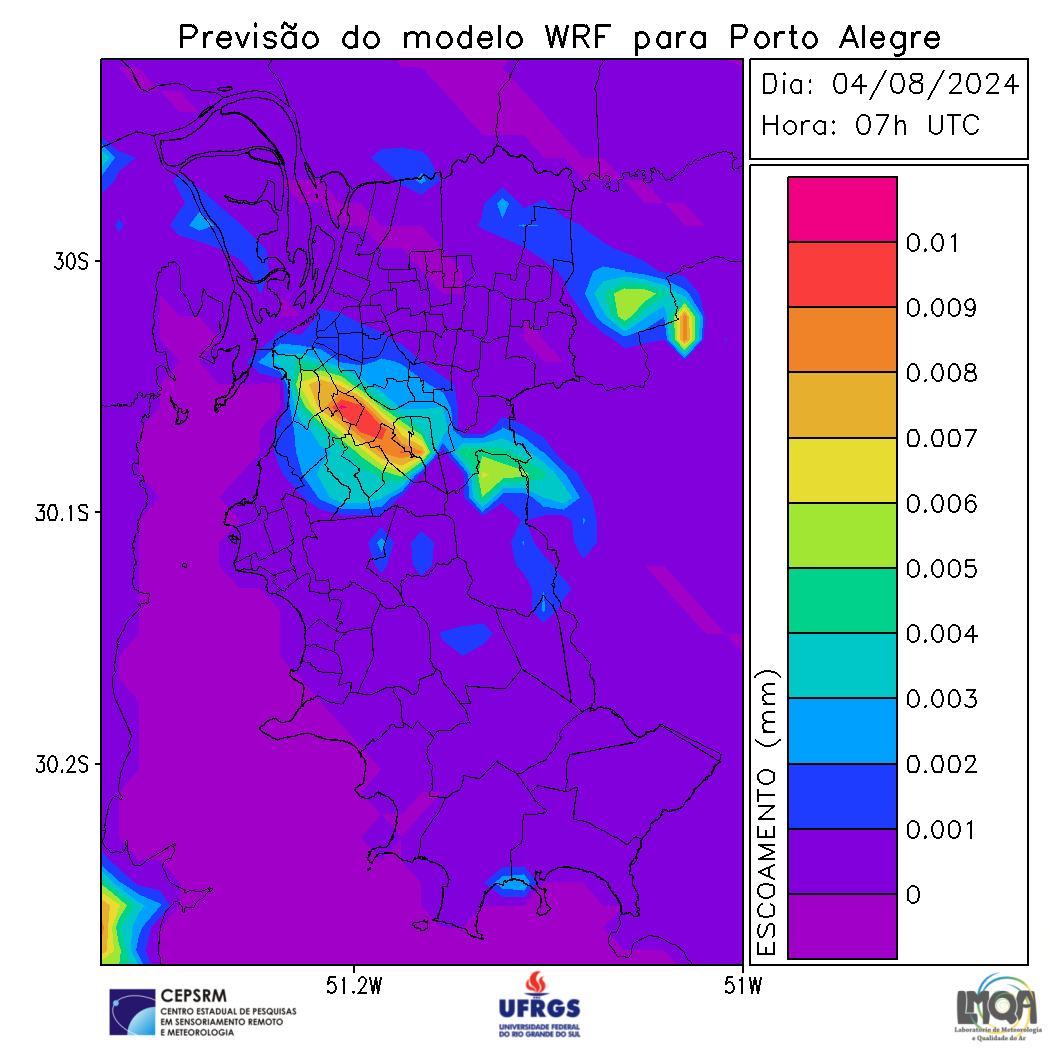 Previsão do modelo WRF para Porto Alegre
Dia: 04/08/2024
Hora: 07h UTC
30S
30.1S
30.2S
51.2W
51W
ESCOAMENTO (mm)
0.01
0.009
0.008
0.007
0.006
0.005
0.004
0.003
0.002
0.001
0
CEPSRM
CENTRO ESTADUAL DE PESQUISAS
EM SENSORIAMENTO REMOTO
E METEOROLOGIA
UFRGS
UNIVERSIDADE FEDERAL
DO RIO GRANDE DO SUL
LMQA
Laboratório de Meteorologia
e Qualidade do Ar